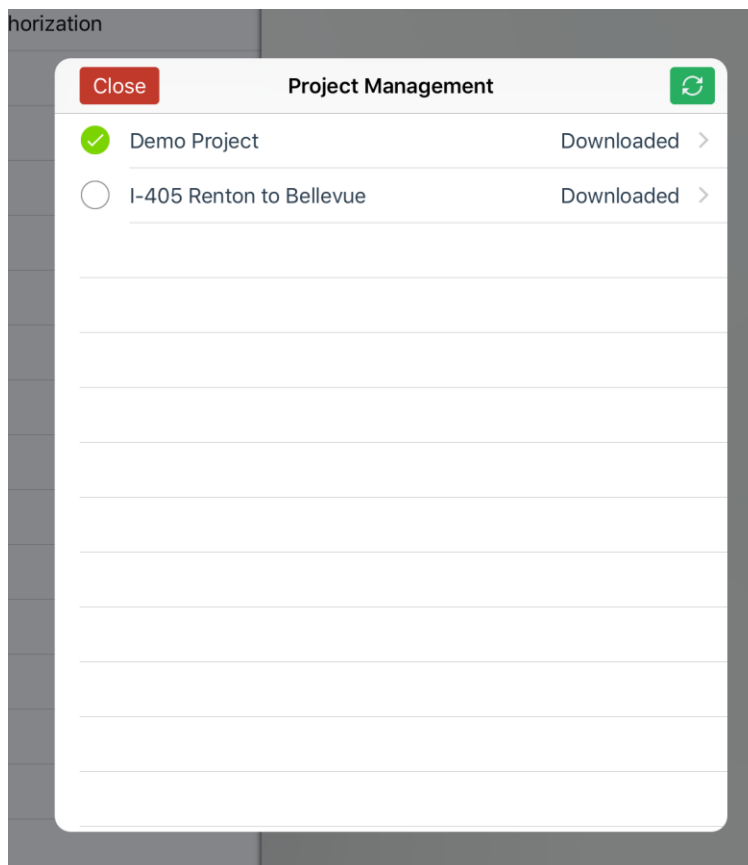 horization
Close Project Management
Demo Project Downloaded
I-405 Renton to Bellevue Downloaded